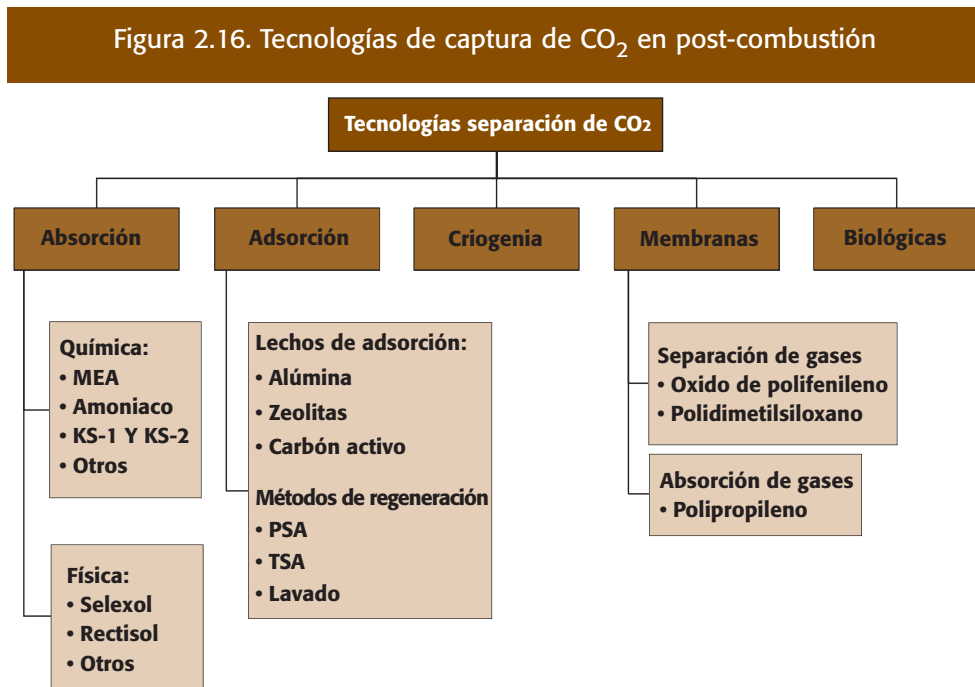 Figura 2.16. Tecnologías de captura de CO2 en post-combustión
Tecnologías separación de CO2
Absorción
Adsorción
Criogenia
Membranas
Biológicas
Química:
• MEA
• Amoniaco
• KS-1 Y KS-2
• Otros
Física:
• Selexol
• Rectisol
• Otros
Lechos de adsorción:
• Alúmina
• Zeolitas
• Carbón activo
Métodos de regeneración
• PSA
• TSA
• Lavado
Separación de gases
• Oxido de polifenileno
• Polidimetilsiloxano
Absorción de gases
• Polipropileno